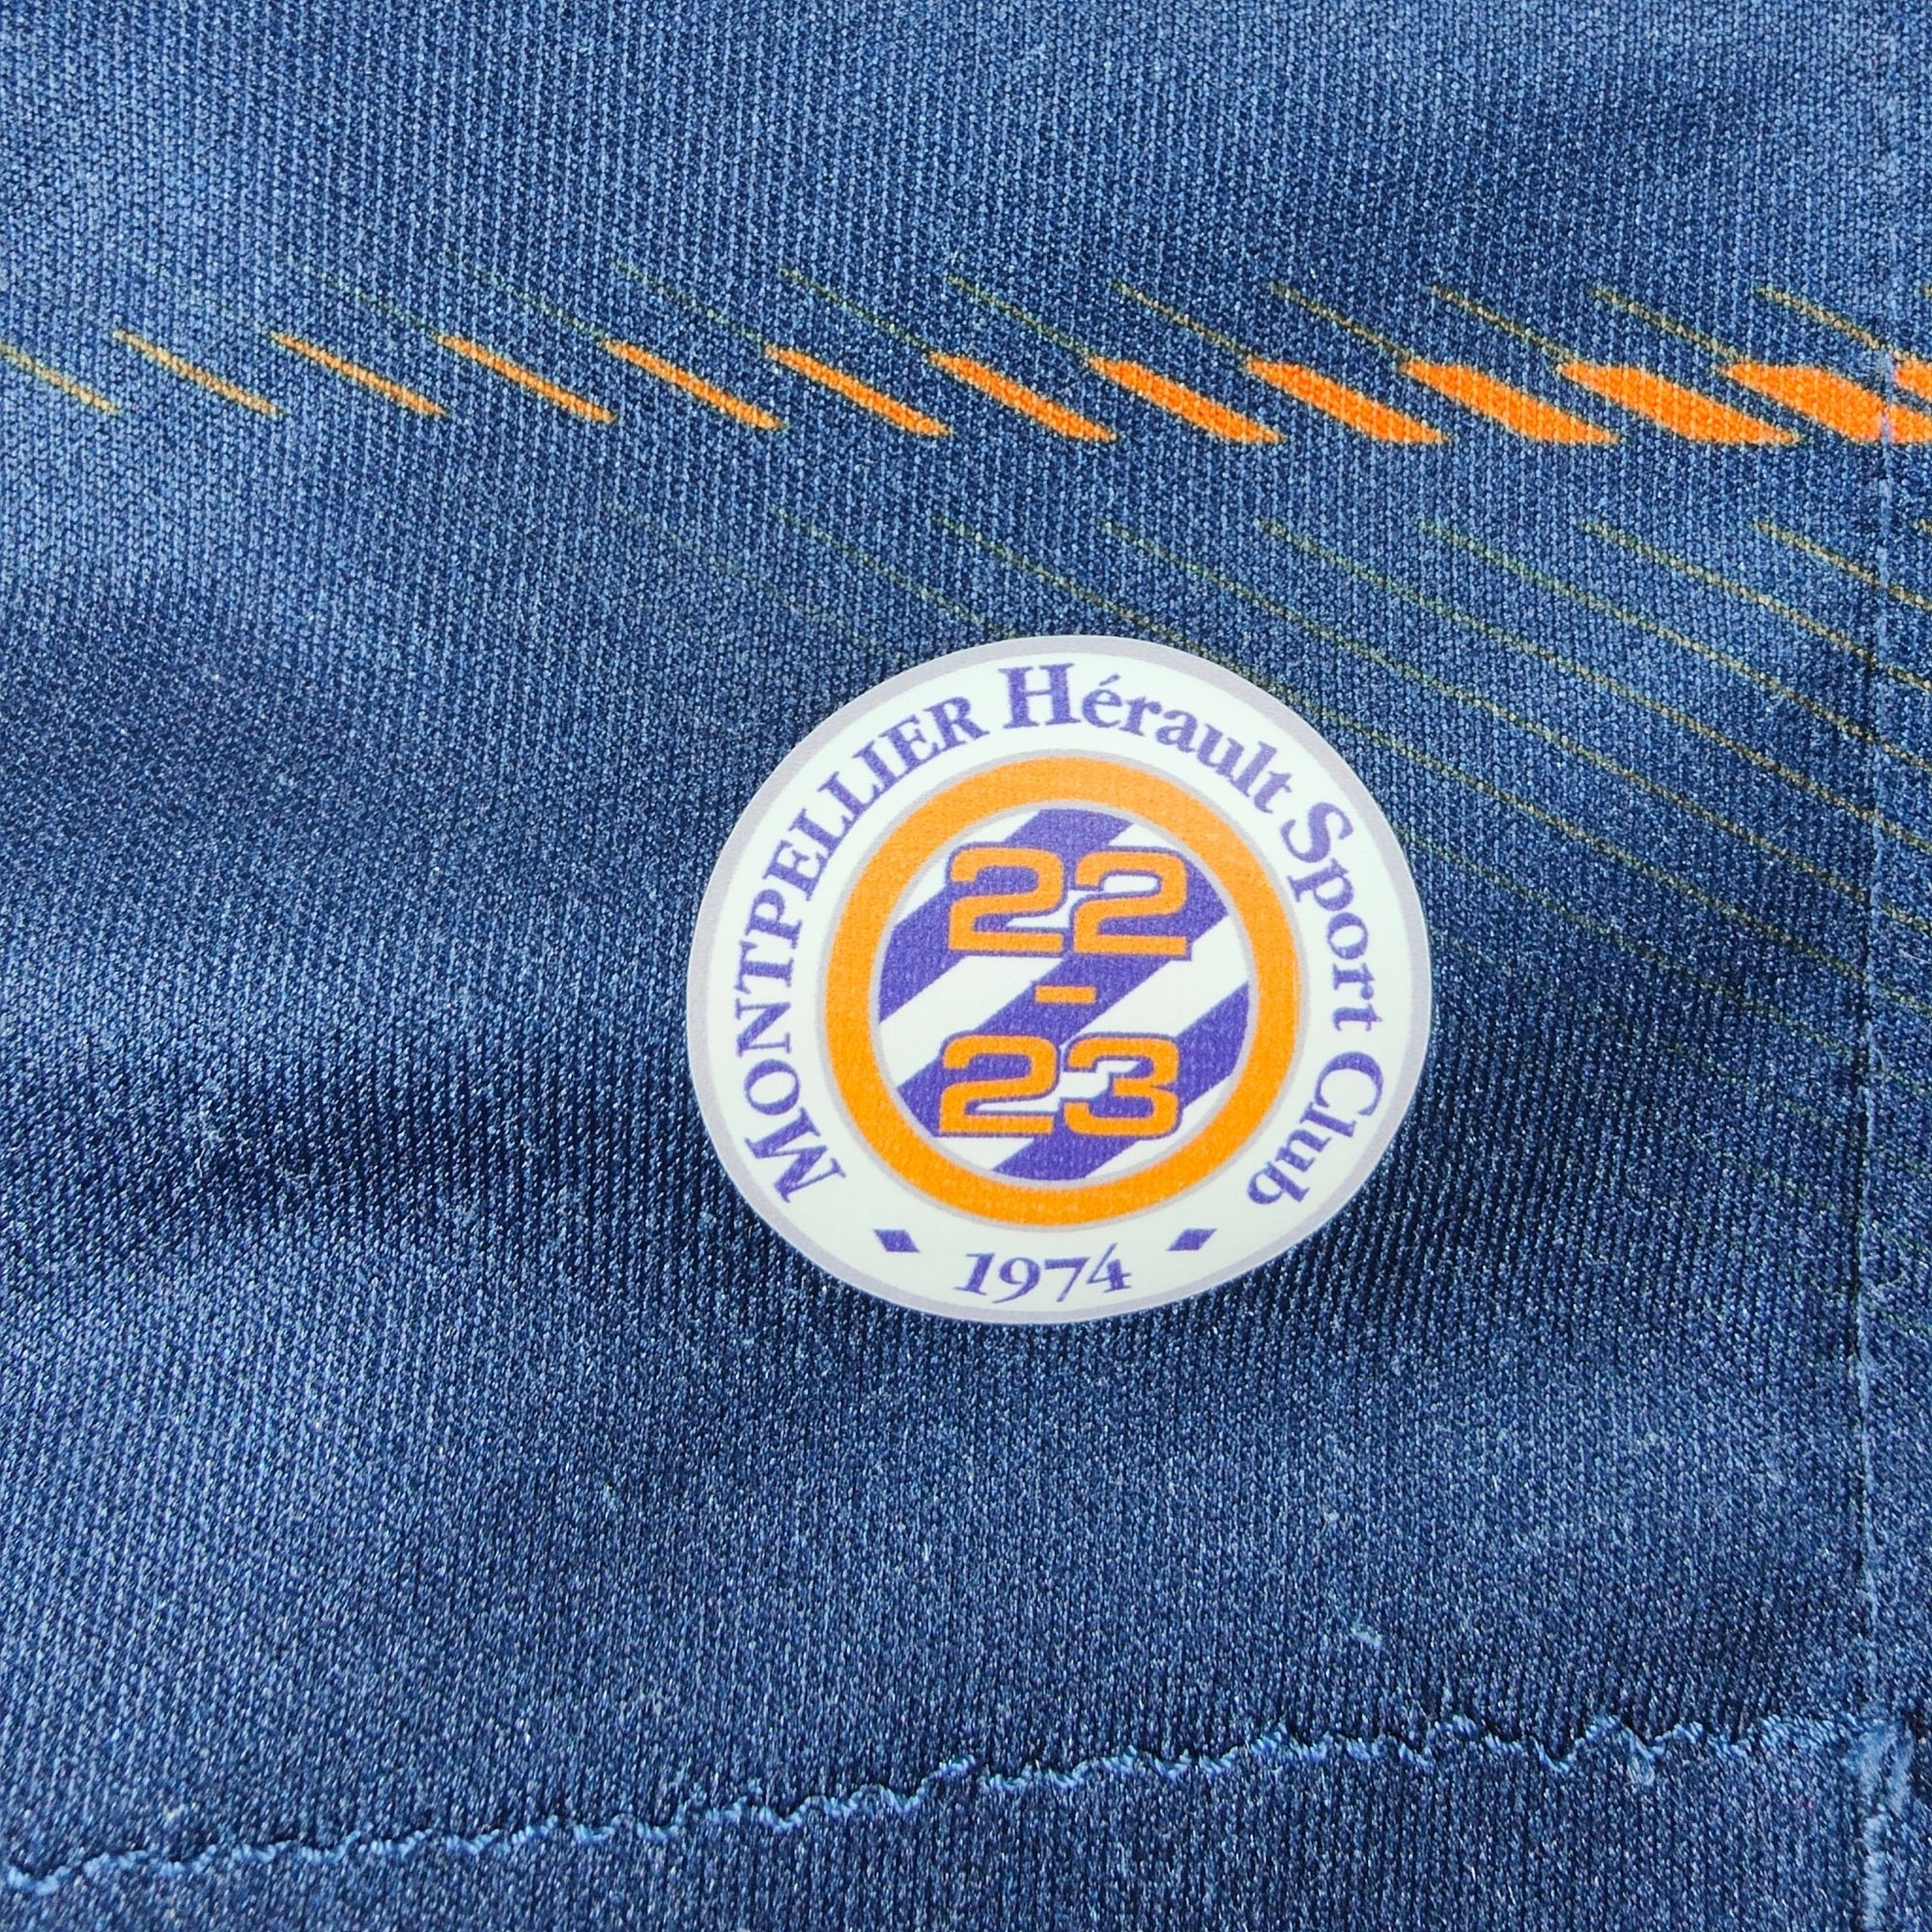 MONTPELLIER Hérault Sport Club
22
-
23
1974